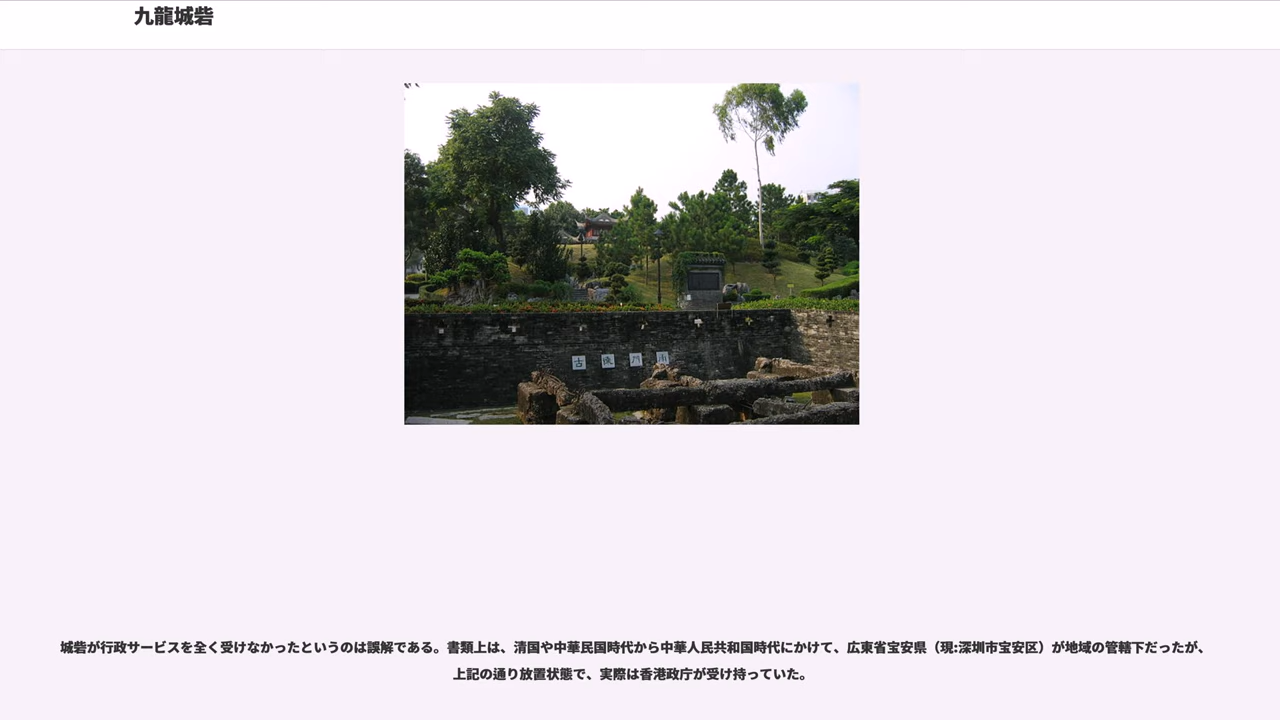 九龍城砦
古蹟門南
城砦が行政サービスを全く受けなかったというのは誤解である。書類上は、清国や中華民国時代から中華人民共和国時代にかけて、広東省宝安県（現:深圳市宝安区）が地域の管轄下だったが、
上記の通り放置状態で、実際は香港政庁が受け持っていた。